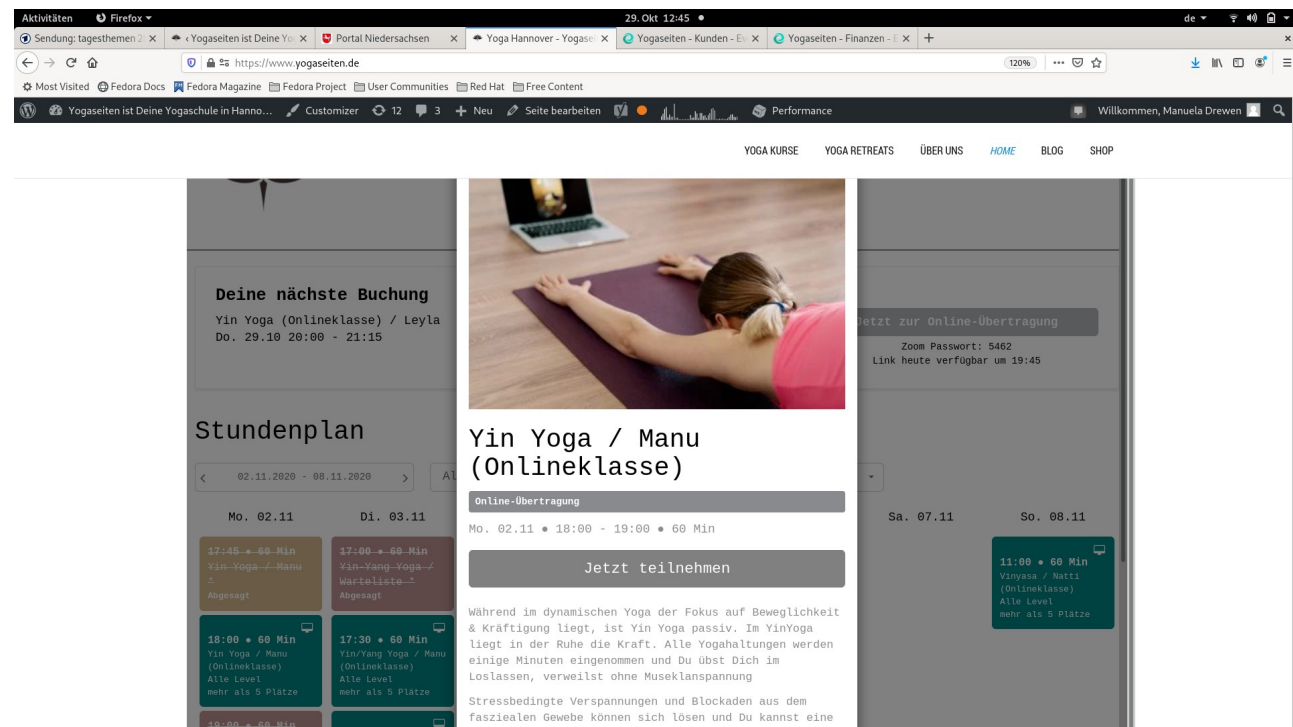 Aktivitäten Firefox 29. Okt 12:45 de
Sendung: tagesthemen 2 ‹ Yogaseiten ist Deine Yo Portal Niedersachsen Yoga Hannover - Yogase Yogaseiten - Kunden - Ev Yogaseiten - Finanzen - E
https://www.yogaseiten.de 120%
Most Visited Fedora Docs Fedora Magazine Fedora Project User Communities Red Hat Free Content
Yogaseiten ist Deine Yogaschule in Hanno... Customizer 12 3 Neu Seite bearbeiten Performance Willkommen, Manuela Drewen
YOGA KURSE YOGA RETREATS ÜBER UNS HOME BLOG SHOP
Deine nächste Buchung
Yin Yoga (Onlineklasse) / Leyla
Do. 29.10 20:00 - 21:15
Jetzt zur Online-Übertragung
Zoom Passwort: 5462
Link heute verfügbar um 19:45
Stundenplan
02.11.2020 - 08.11.2020
Mo. 02.11
17:45 ● 60 Min
Yin Yoga / Manu
*
Abgesagt
18:00 ● 60 Min
Yin Yoga / Manu
(Onlineklasse)
Alle Level
mehr als 5 Plätze
19:00 ● 60 Min
Di. 03.11
17:00 ● 60 Min
Yin-Yang Yoga /
Warteliste *
Abgesagt
17:30 ● 60 Min
Yin/Yang Yoga / Manu
(Onlineklasse)
Alle Level
mehr als 5 Plätze
Yin Yoga / Manu
(Onlineklasse)
Online-Übertragung
Mo. 02.11 ● 18:00 - 19:00 ● 60 Min
Jetzt teilnehmen
Während im dynamischen Yoga der Fokus auf Beweglichkeit
& Kräftigung liegt, ist Yin Yoga passiv. Im YinYoga
liegt in der Ruhe die Kraft. Alle Yogahaltungen werden
einige Minuten eingenommen und Du übst Dich im
Loslassen, verweilst ohne Museklanspannung
Stressbedingte Verspannungen und Blockaden aus dem
fasziealen Gewebe können sich lösen und Du kannst eine
Sa. 07.11
So. 08.11
11:00 ● 60 Min
Vinyasa / Natti
(Onlineklasse)
Alle Level
mehr als 5 Plätze